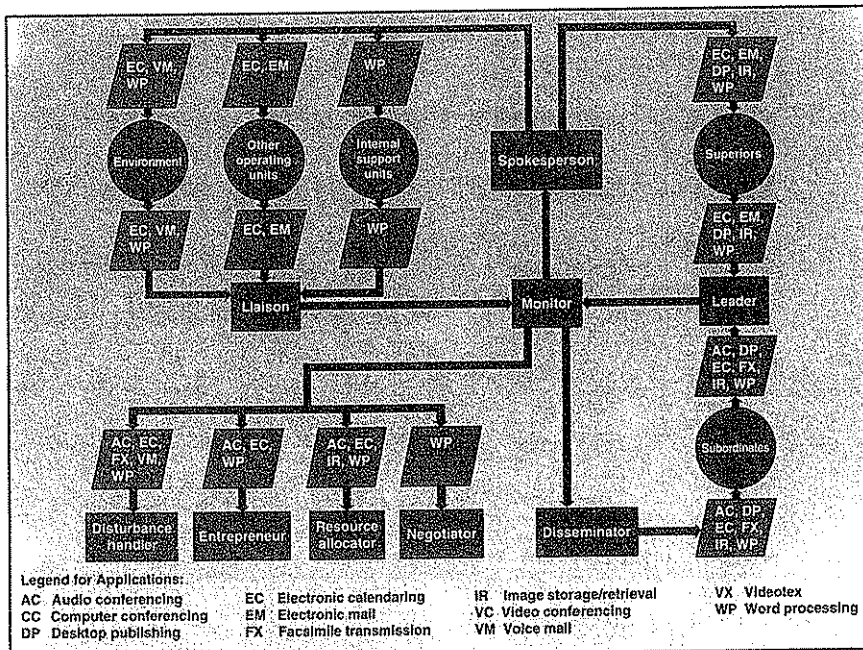 EC, VM,
WP
EC, EM
WP
EC, EM,
DP, IR,
WP
Environment
Other
operating
units
Internal
support
units
Spokesperson
Superiors
EC, VM,
WP
EC, EM
WP
EC, EM,
DP, IR,
WP
Liaison
Monitor
Leader
AC, DP,
EC, FX,
IR, WP
Subordinates
AC, EC,
FX, VM,
WP
AC, EC,
WP
AC, EC,
IR, WP
WP
Disturbance
handler
Entrepreneur
Resource
allocator
Negotiator
Disseminator
AC, DP,
EC, FX,
IR, WP
Legend for Applications:
AC Audio conferencing
CC Computer conferencing
DP Desktop publishing
EC Electronic calendaring
EM Electronic mail
FX Facsimile transmission
IR Image storage/retrieval
VC Video conferencing
VM Voice mail
VX Videotex
WP Word processing